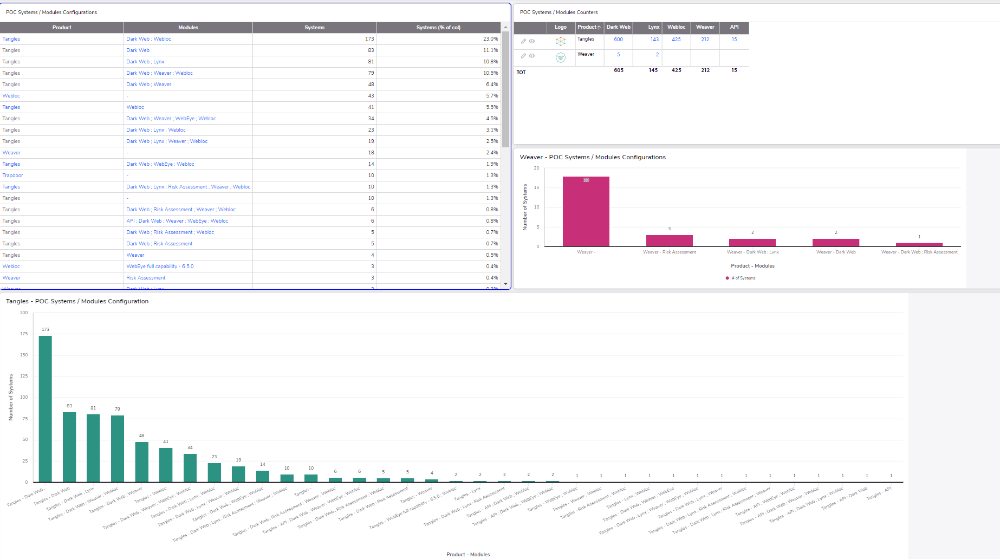 POC Systems / Modules Configurations
Product Modules Systems Systems (% of col)
Tangles Dark Web ; Webloc 173 23.0%
Tangles Dark Web 83 11.1%
Tangles Dark Web ; Lynx 81 10.8%
Tangles Dark Web ; Weaver ; Webloc 79 10.5%
Tangles Dark Web ; Weaver 48 6.4%
Webloc - 43 5.7%
Tangles Webloc 41 5.5%
Tangles Dark Web ; Weaver ; WebEye ; Webloc 34 4.5%
Tangles Dark Web ; Lynx ; Webloc 23 3.1%
Tangles Dark Web ; Lynx ; Weaver ; Webloc 19 2.5%
Weaver - 18 2.4%
Tangles Dark Web ; WebEye ; Webloc 14 1.9%
Trapdoor - 10 1.3%
Tangles Dark Web ; Lynx ; Risk Assessment ; Weaver ; Webloc 10 1.3%
Tangles - 10 1.3%
Tangles Dark Web ; Risk Assessment ; Weaver ; Webloc 6 0.8%
Tangles API ; Dark Web ; Weaver ; WebEye ; Webloc 6 0.8%
Tangles Dark Web ; Risk Assessment ; Webloc 5 0.7%
Tangles Dark Web ; Risk Assessment 5 0.7%
Tangles Weaver 4 0.5%
Webloc WebEye full capability - 6.5.0 3 0.4%
Weaver Risk Assessment 3 0.4%
POC Systems / Modules Counters
Logo Product↑ Dark Web Lynx Webloc Weaver API
Tangles 600 143 425 212 15
Weaver 5 2
TOT 605 145 425 212 15
Weaver - POC Systems / Modules Configurations
Number of Systems
20
15
10
5
0
18
3
2
2
1
Weaver -
Weaver - Risk Assessment
Weaver - Dark Web ; Lynx
Weaver - Dark Web
Weaver - Dark Web ; Risk Assessment
Product - Modules
# of Systems
Tangles - POC Systems / Modules Configuration
Number of Systems
200
175
150
125
100
75
50
25
0
173 83 81 79 48 41 34 23 19 14 10 10 6 6 5 5 4 2 2 2 2 2 1 1 1 1 1 1 1 1 1 1 1 1 1 1
Tangles - Dark Web...
Tangles - Dark Web
Tangles - Dark Web ; Lynx
Tangles - Dark Web ; Weaver ; Webloc
Tangles - Dark Web ; Weaver
Tangles - Webloc
Tangles - Dark Web ; Weaver ; WebEye ; Webloc
Tangles - Dark Web ; Lynx ; Webloc
Tangles - Dark Web ; Lynx ; Weaver ; Webloc
Tangles - Dark Web ; WebEye ; Webloc
Tangles - Dark Web ; Lynx ; Risk Assessment ; Weaver ; Webloc
Tangles -
Tangles - Dark Web ; Risk Assessment ; Weaver ; Webloc
Tangles - API ; Dark Web ; Weaver ; WebEye ; Webloc
Tangles - Dark Web ; Risk Assessment ; Webloc
Tangles - Dark Web ; Risk Assessment
Tangles - Weaver
Tangles - WebEye full capability - 6.5.0 ; Webloc
Tangles - Lynx
Tangles - Dark Web ; Lynx ; Risk Assessment
Tangles - API ; Dark Web ; Webloc
Tangles - API ; Dark Web ; WebEye ; Webloc
Tangles - WebEye ; Webloc
Tangles - Weaver ; Webloc
Tangles - Risk Assessment ; Webloc
Tangles - Lynx ; Webloc
Tangles - Dark Web ; Weaver ; WebEye
Tangles - Dark Web ; Lynx ; Weaver ; WebEye ; Webloc
Tangles - Dark Web ; Lynx ; Weaver
Tangles - Dark Web ; Lynx ; Risk Assessment ; Webloc
Tangles - Dark Web ; Lynx ; Risk Assessment ; Weaver
Tangles - API ; WebEye ; Webloc
Tangles - API ; Dark Web ; Weaver ; Webloc
Tangles - API ; Dark Web ; Lynx ; Webloc
Tangles - API ; Dark Web
Tangles - API
Product - Modules